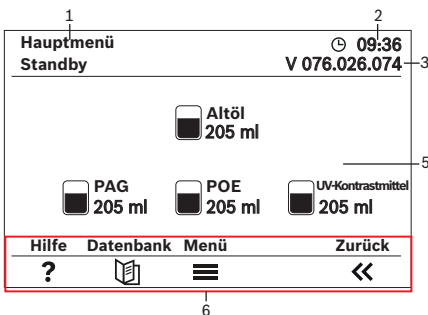 1 2
Hauptmenü 09:36
Standby V 076.026.074 3
Altöl
205 ml
5
PAG POE UV-Kontrastmittel
205 ml 205 ml 205 ml
Hilfe Datenbank Menü Zurück
?
6